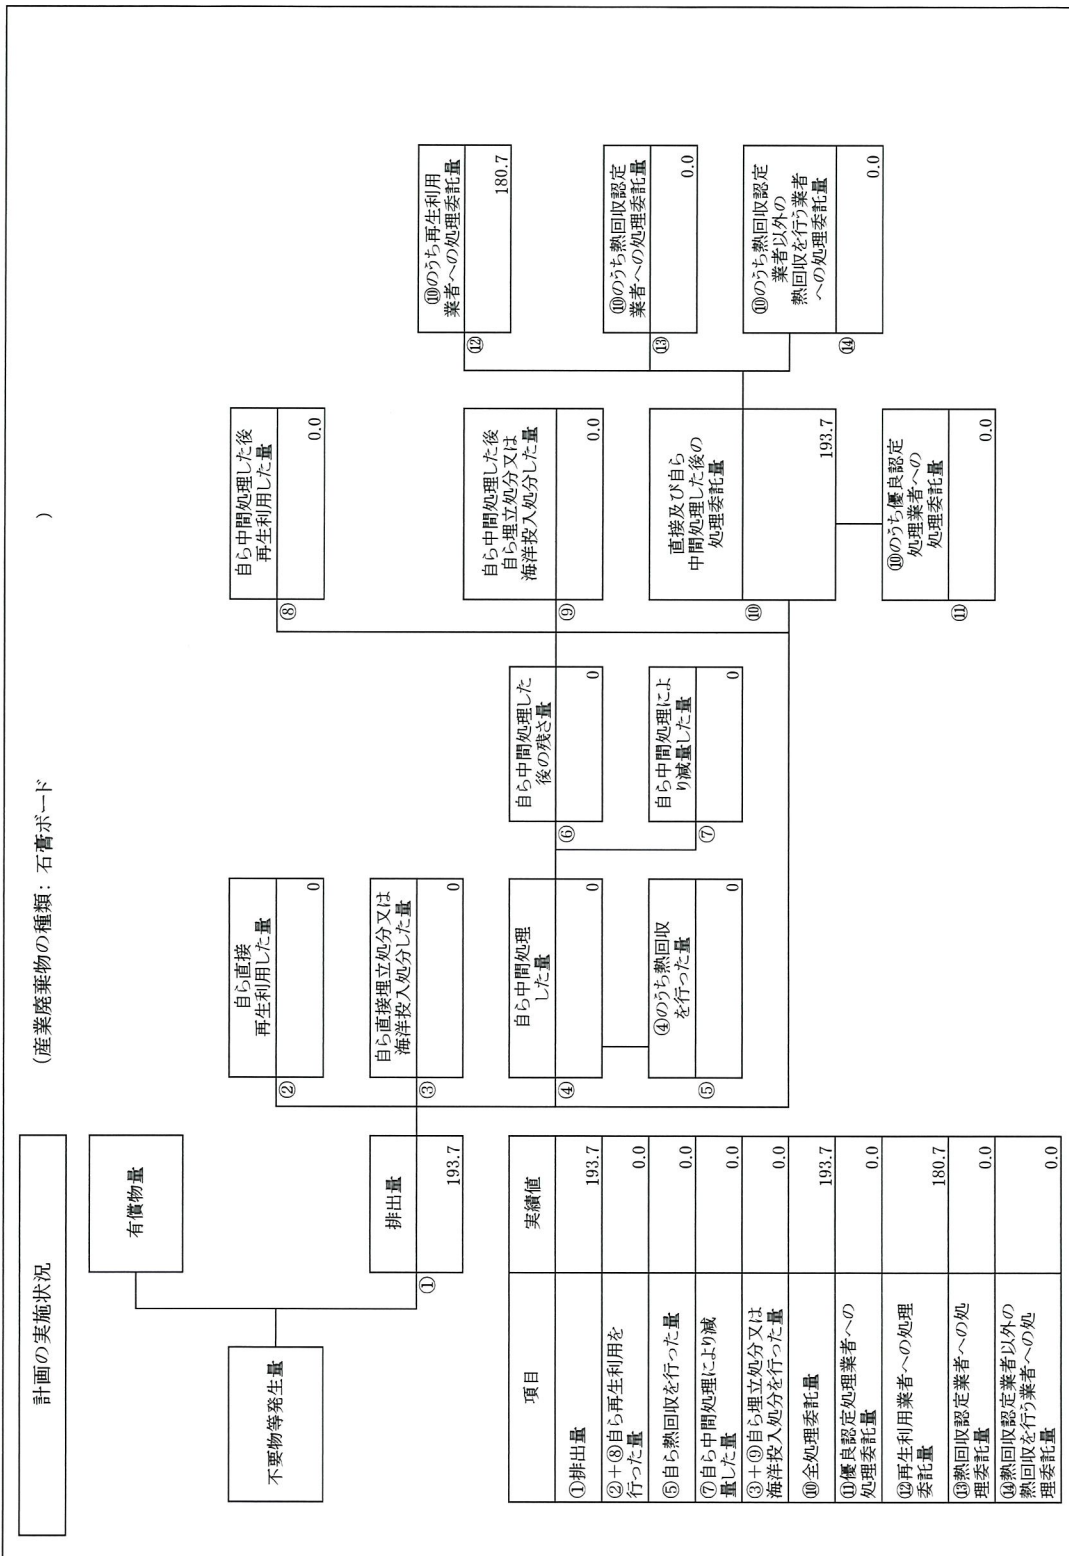 計画の実施状況
(産業廃棄物の種類: 石膏ボード
)
不要物等発生量
有償物量
①
排出量
193.7
②
自ら直接
再生利用した量
0
③
自ら直接埋立処分又は
海洋投入処分した量
0
④
自ら中間処理
した量
0
⑤
④のうち熱回収
を行った量
0
⑥
自ら中間処理した
後の残さ量
0
⑦
自ら中間処理によ
り減量した量
0
⑧
自ら中間処理した後
再生利用した量
0.0
⑨
自ら中間処理した後
自ら埋立処分又は
海洋投入処分した量
0.0
⑩
直接及び自ら
中間処理した後の
処理委託量
193.7
⑪
⑩のうち優良認定
処理業者への
処理委託量
0.0
⑫
⑩のうち再生利用
業者への処理委託量
180.7
⑬
⑩のうち熱回収認定
業者への処理委託量
0.0
⑭
⑩のうち熱回収認定
業者以外の
熱回収を行う業者
への処理委託量
0.0
項目
実績値
①排出量
193.7
②+⑧自ら再生利用を
行った量
0.0
⑤自ら熱回収を行った量
0.0
⑦自ら中間処理により減
量した量
0.0
③+⑨自ら埋立処分又は
海洋投入処分を行った量
0.0
⑩全処理委託量
193.7
⑪優良認定処理業者への
処理委託量
0.0
⑫再生利用業者への処理
委託量
180.7
⑬熱回収認定業者への処
理委託量
0.0
⑭熱回収認定業者以外の
熱回収を行う業者への処
理委託量
0.0